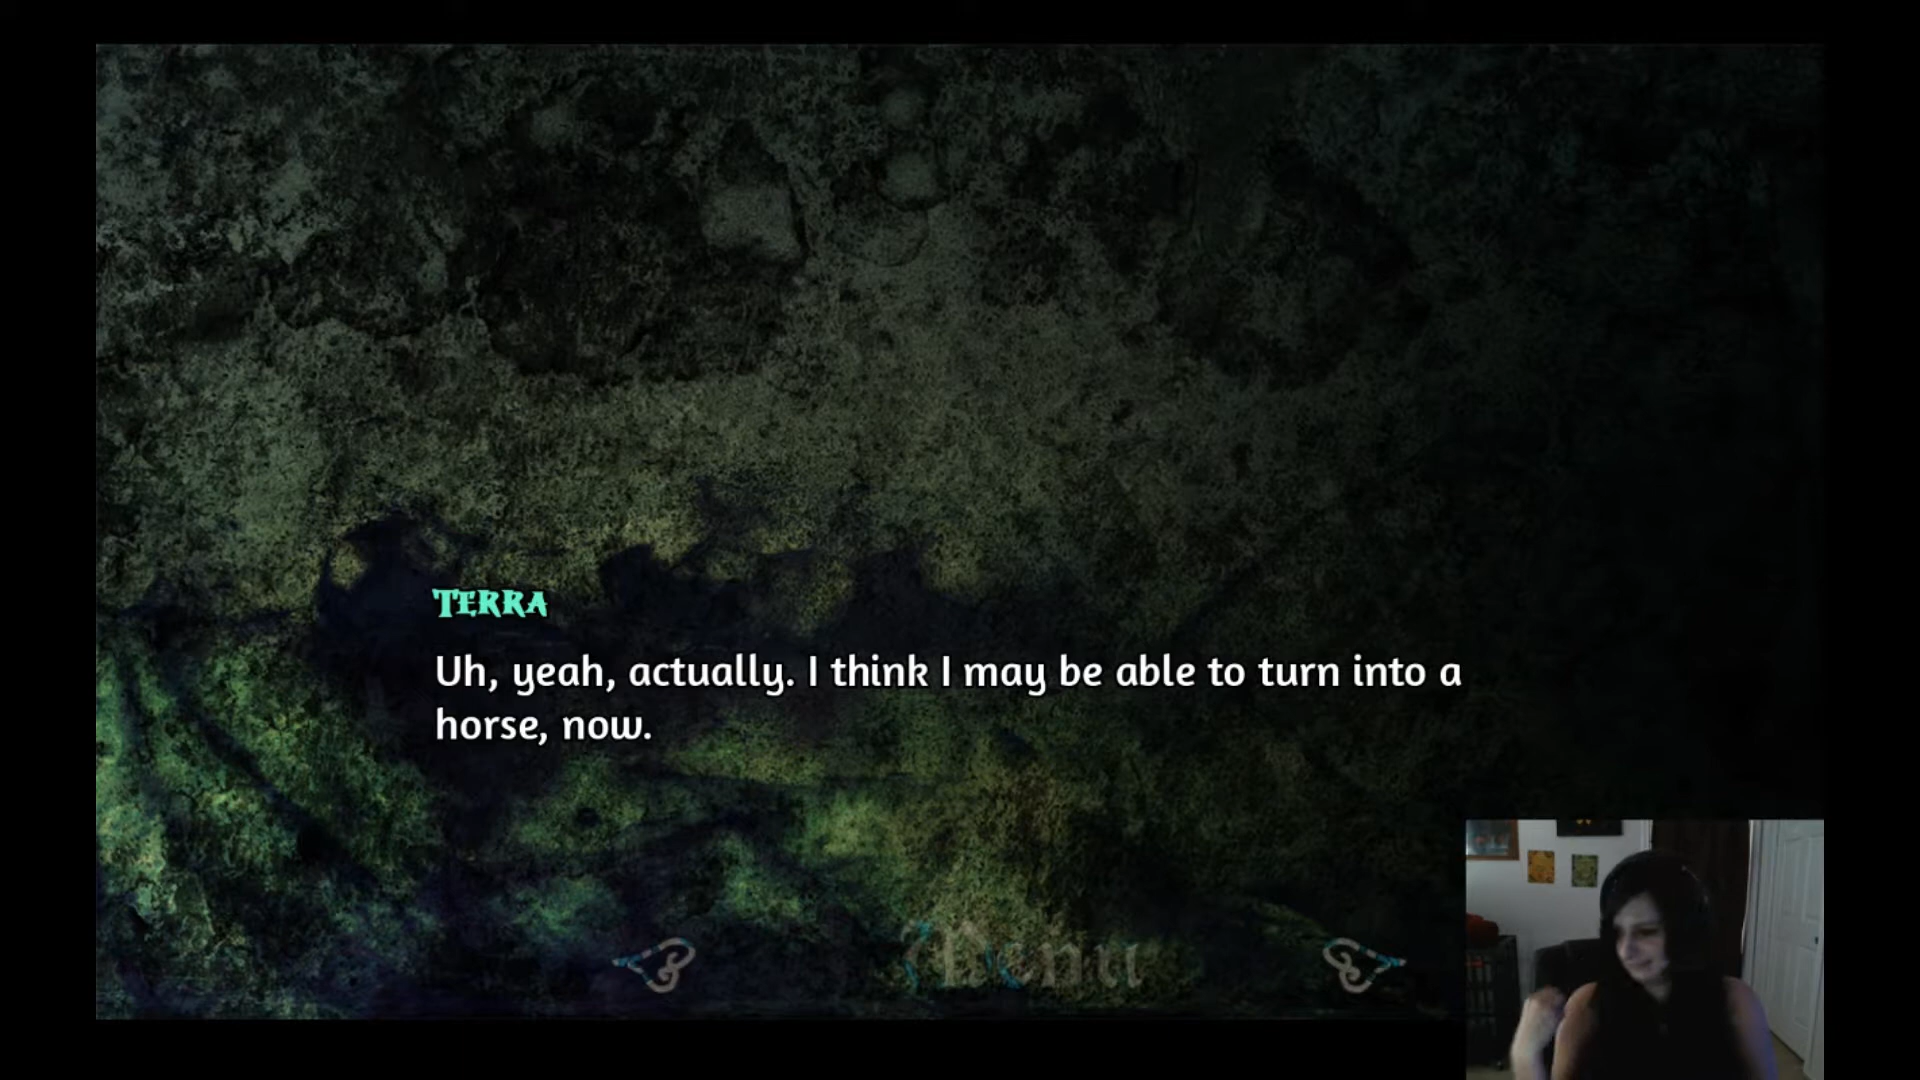 TERRA
Uh, yeah, actually. I think I may be able to turn into a
horse, now.
Menu